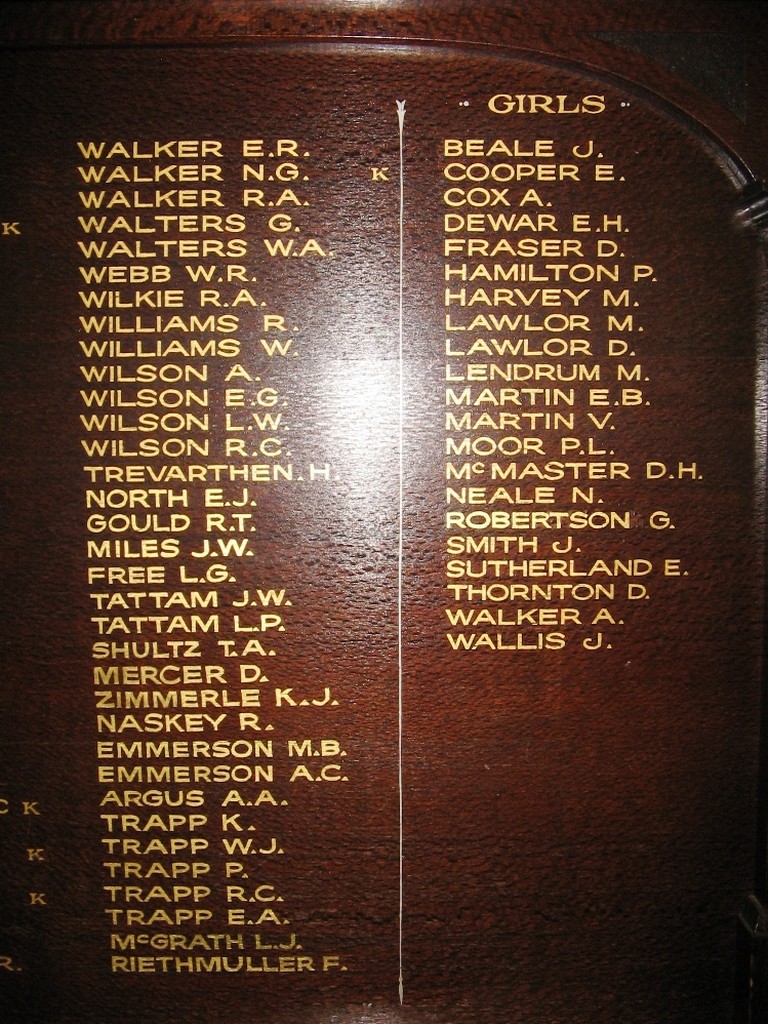 K
C K
K
K
R.
WALKER E.R.
WALKER N.G. K
WALKER R.A.
WALTERS G.
WALTERS W.A.
WEBB W.R.
WILKIE R.A.
WILLIAMS R.
WILLIAMS W.
WILSON A.
WILSON E.G.
WILSON L.W.
WILSON R.C.
TREVARTHEN.H.
NORTH E.J.
GOULD R.T.
MILES J.W.
FREE L.G.
TATTAM J.W.
TATTAM L.P.
SHULTZ T.A.
MERCER D.
ZIMMERLE K.J.
NASKEY R.
EMMERSON M.B.
EMMERSON A.C.
ARGUS A.A.
TRAPP K.
TRAPP W.J.
TRAPP P.
TRAPP R.C.
TRAPP E.A.
McGRATH L.J.
RIETHMULLER F.
GIRLS
BEALE J.
COOPER E.
COX A.
DEWAR E.H.
FRASER D.
HAMILTON P.
HARVEY M.
LAWLOR M.
LAWLOR D.
LENDRUM M.
MARTIN E.B.
MARTIN V.
MOOR P.L.
McMASTER D.H.
NEALE N.
ROBERTSON G.
SMITH J.
SUTHERLAND E.
THORNTON D.
WALKER A.
WALLIS J.